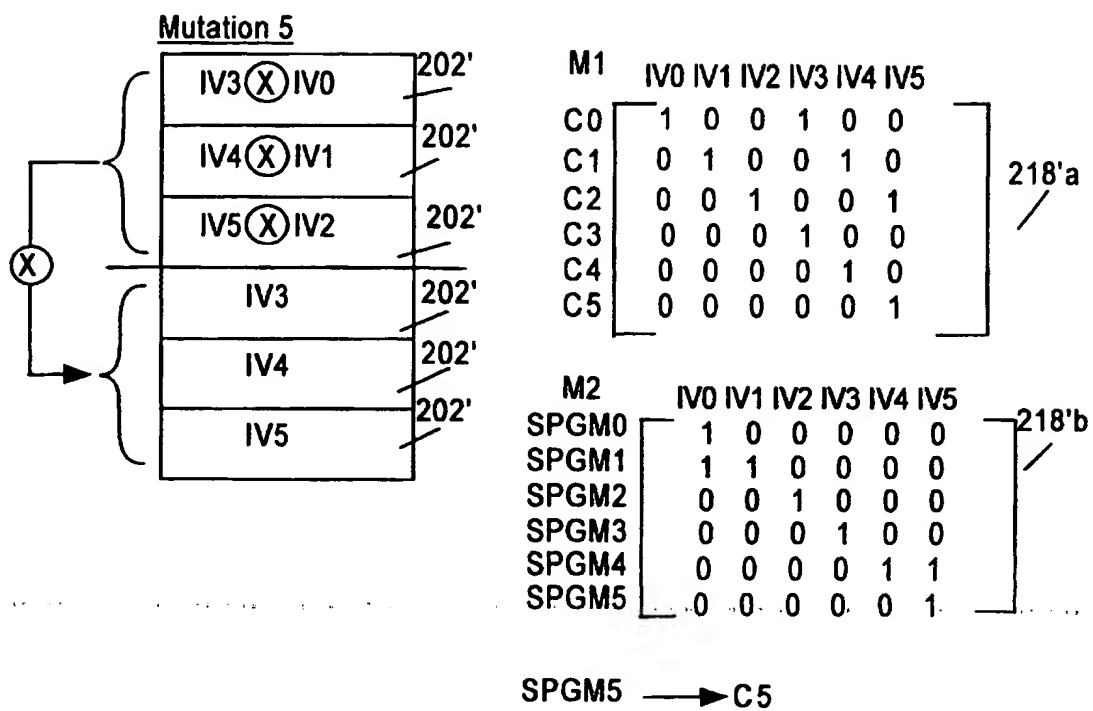 Mutation 5
IV3 X IV0
202'
IV4 X IV1
202'
IV5 X IV2
202'
X
IV3
202'
IV4
202'
IV5
202'
M1
IV0 IV1 IV2 IV3 IV4 IV5
C0 1 0 0 1 0 0
C1 0 1 0 0 1 0
C2 0 0 1 0 0 1
C3 0 0 0 1 0 0
C4 0 0 0 0 1 0
C5 0 0 0 0 0 1
218'a
M2
IV0 IV1 IV2 IV3 IV4 IV5
SPGM0 1 0 0 0 0 0
SPGM1 1 1 0 0 0 0
SPGM2 0 0 1 0 0 0
SPGM3 0 0 0 1 0 0
SPGM4 0 0 0 0 1 1
SPGM5 0 0 0 0 0 1
218'b
SPGM5 → C5